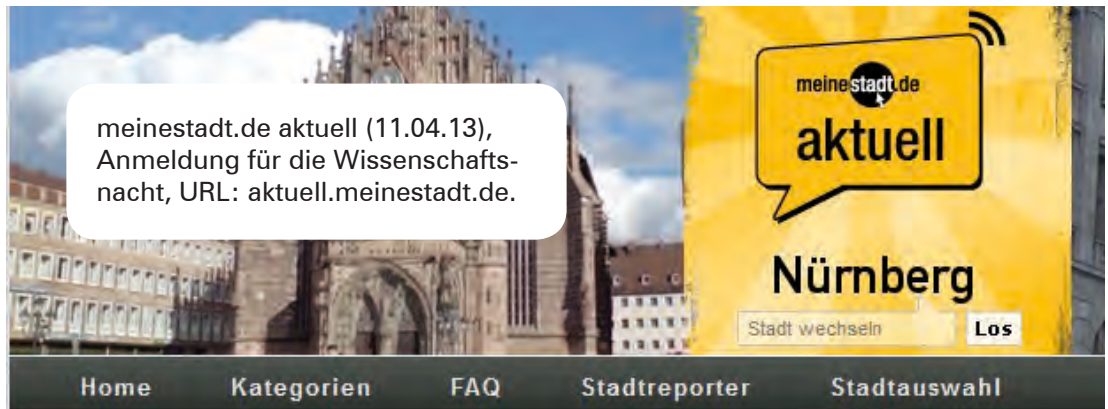 meinestadt.de aktuell (11.04.13),
Anmeldung für die Wissenschafts-
nacht, URL: aktuell.meinestadt.de.
meinestadt.de
aktuell
Nürnberg
Stadt wechseln Los
Home Kategorien FAQ Stadtreporter Stadtauswahl